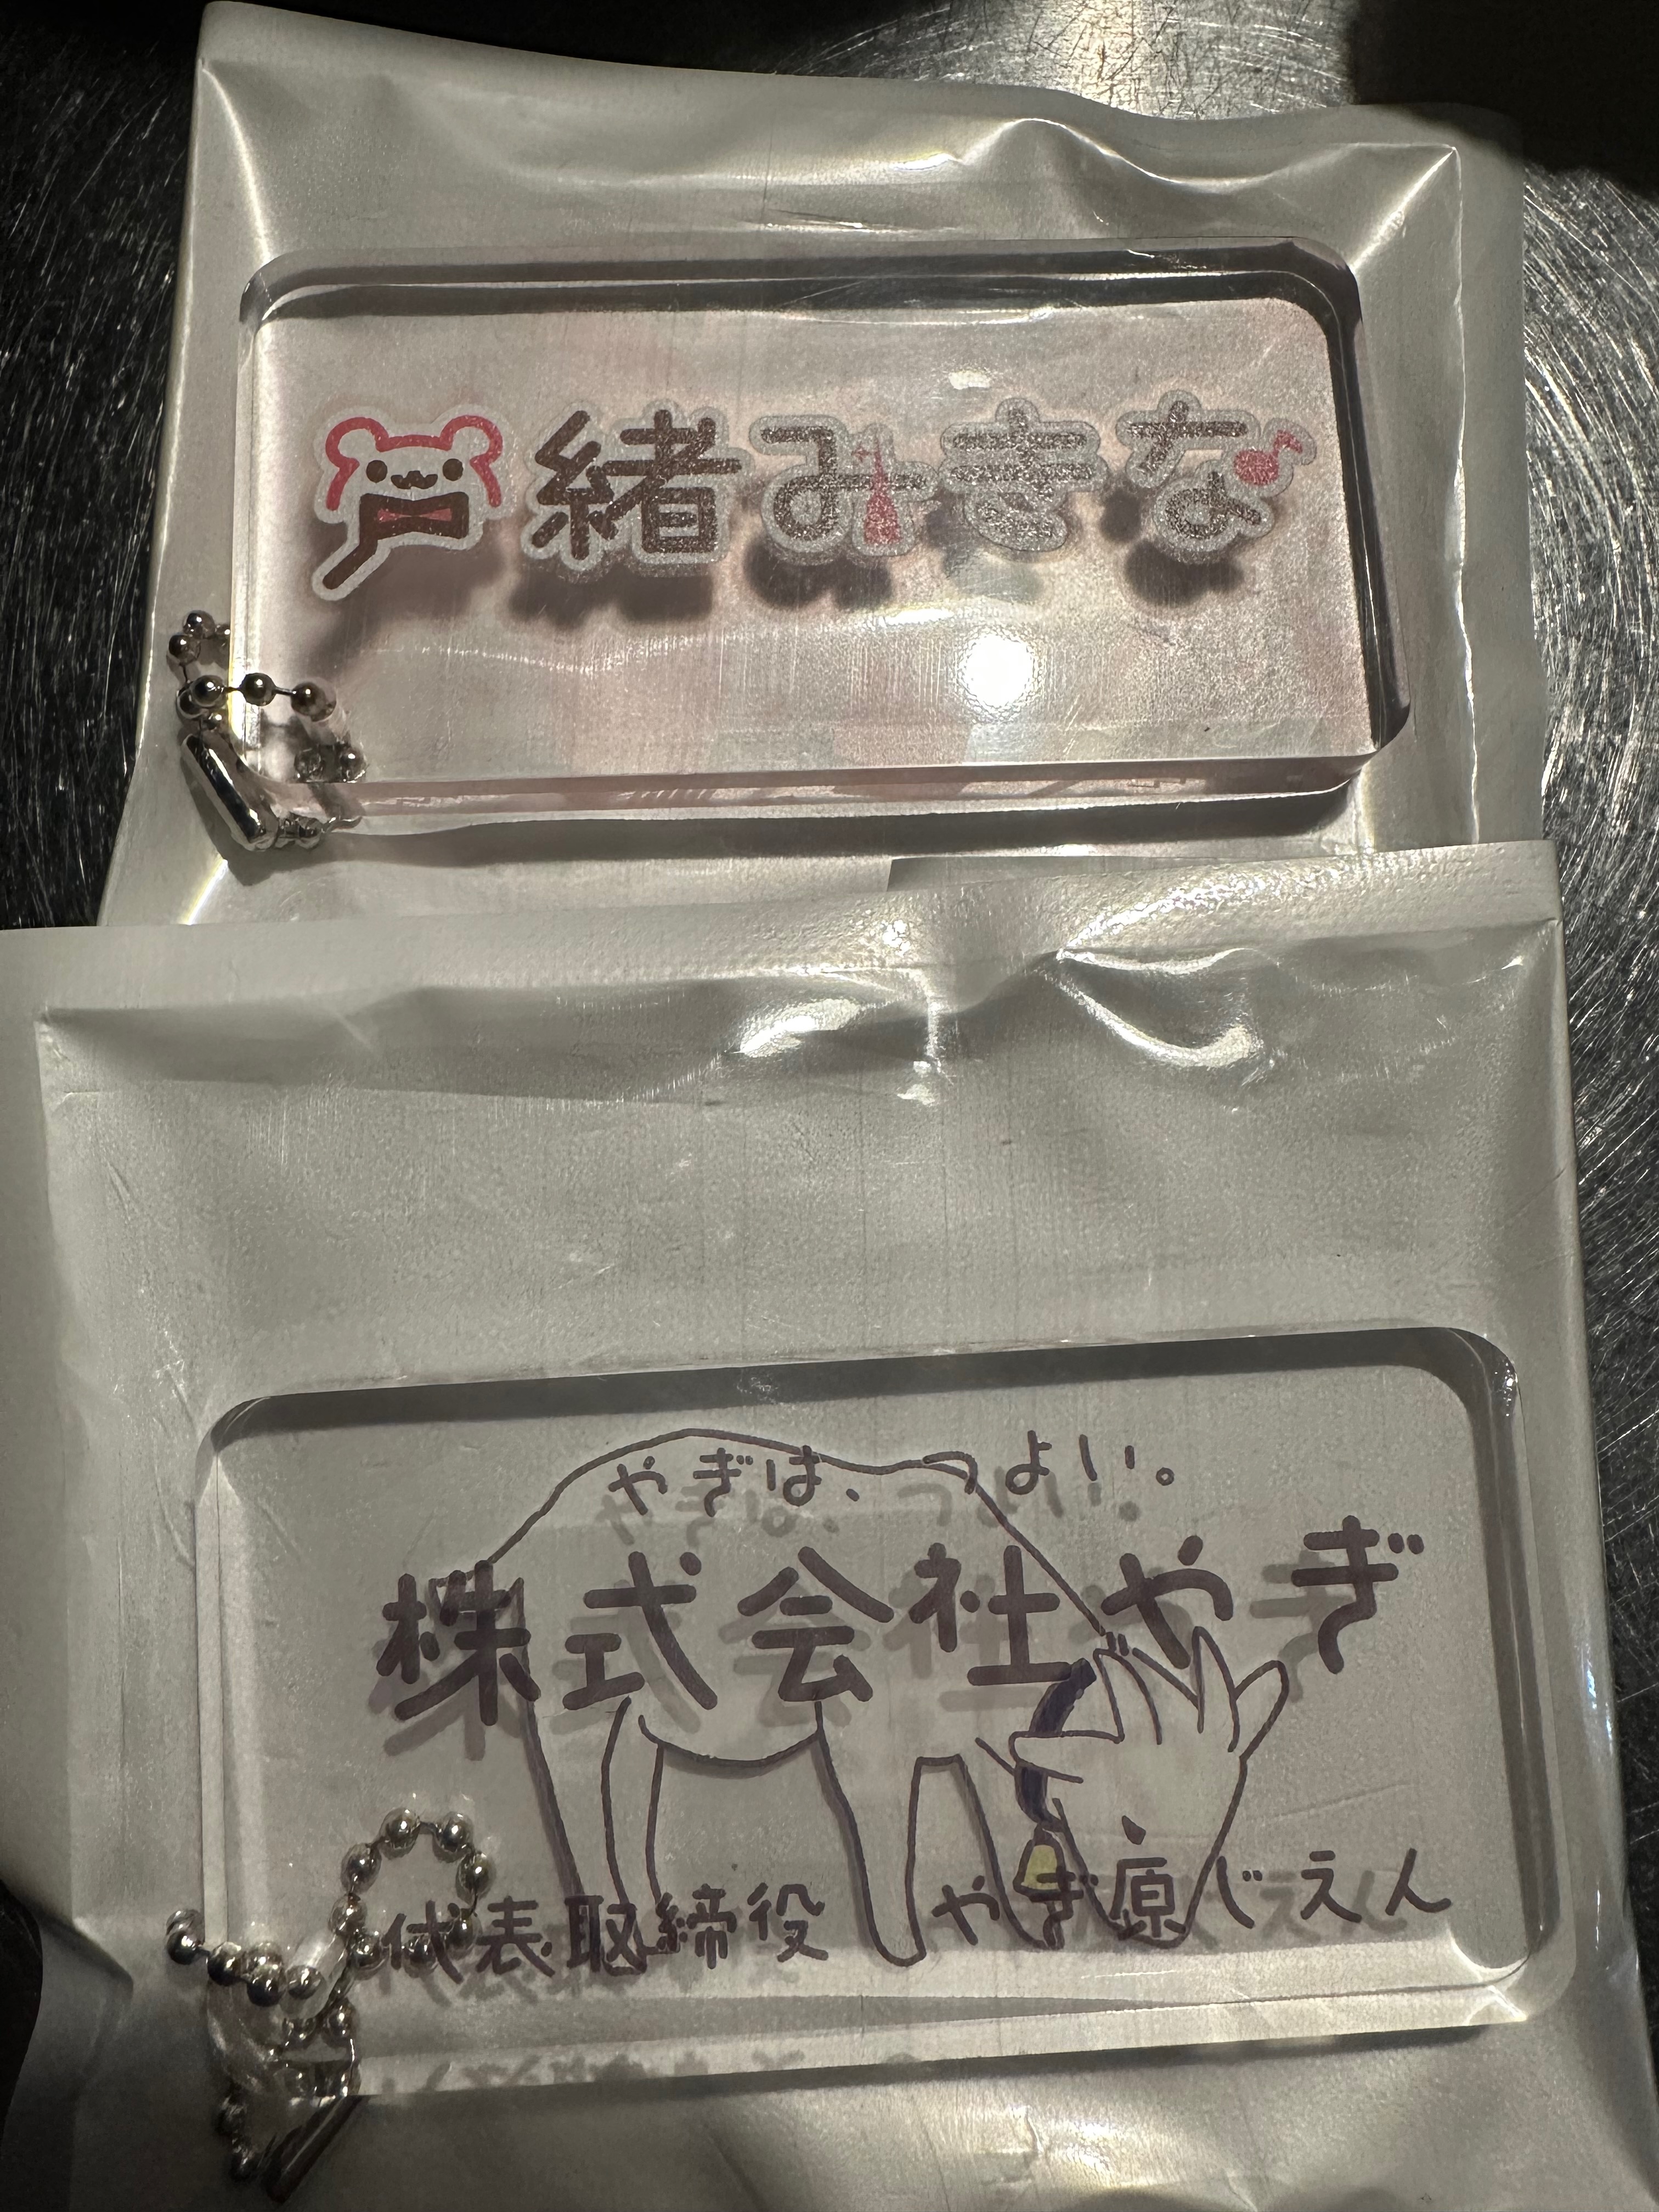 戸緒みきな
やぎは、つよい。
株式会社やぎ
代表取締役 やぎ原じえん